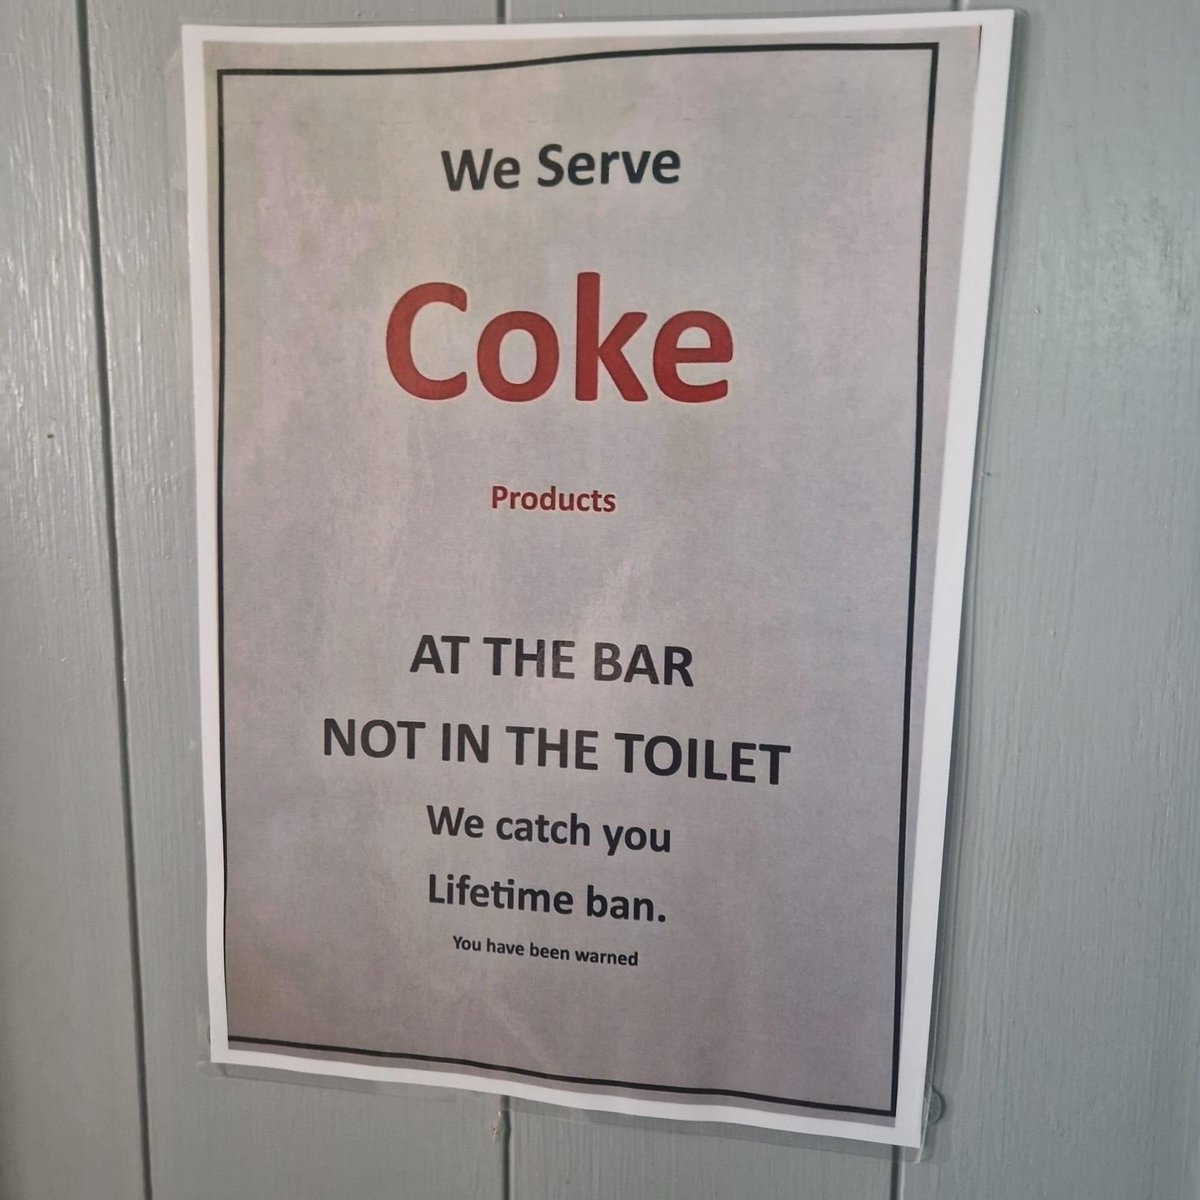 We Serve
Coke
Products
AT THE BAR
NOT IN THE TOILET
We catch you
Lifetime ban.
You have been warned